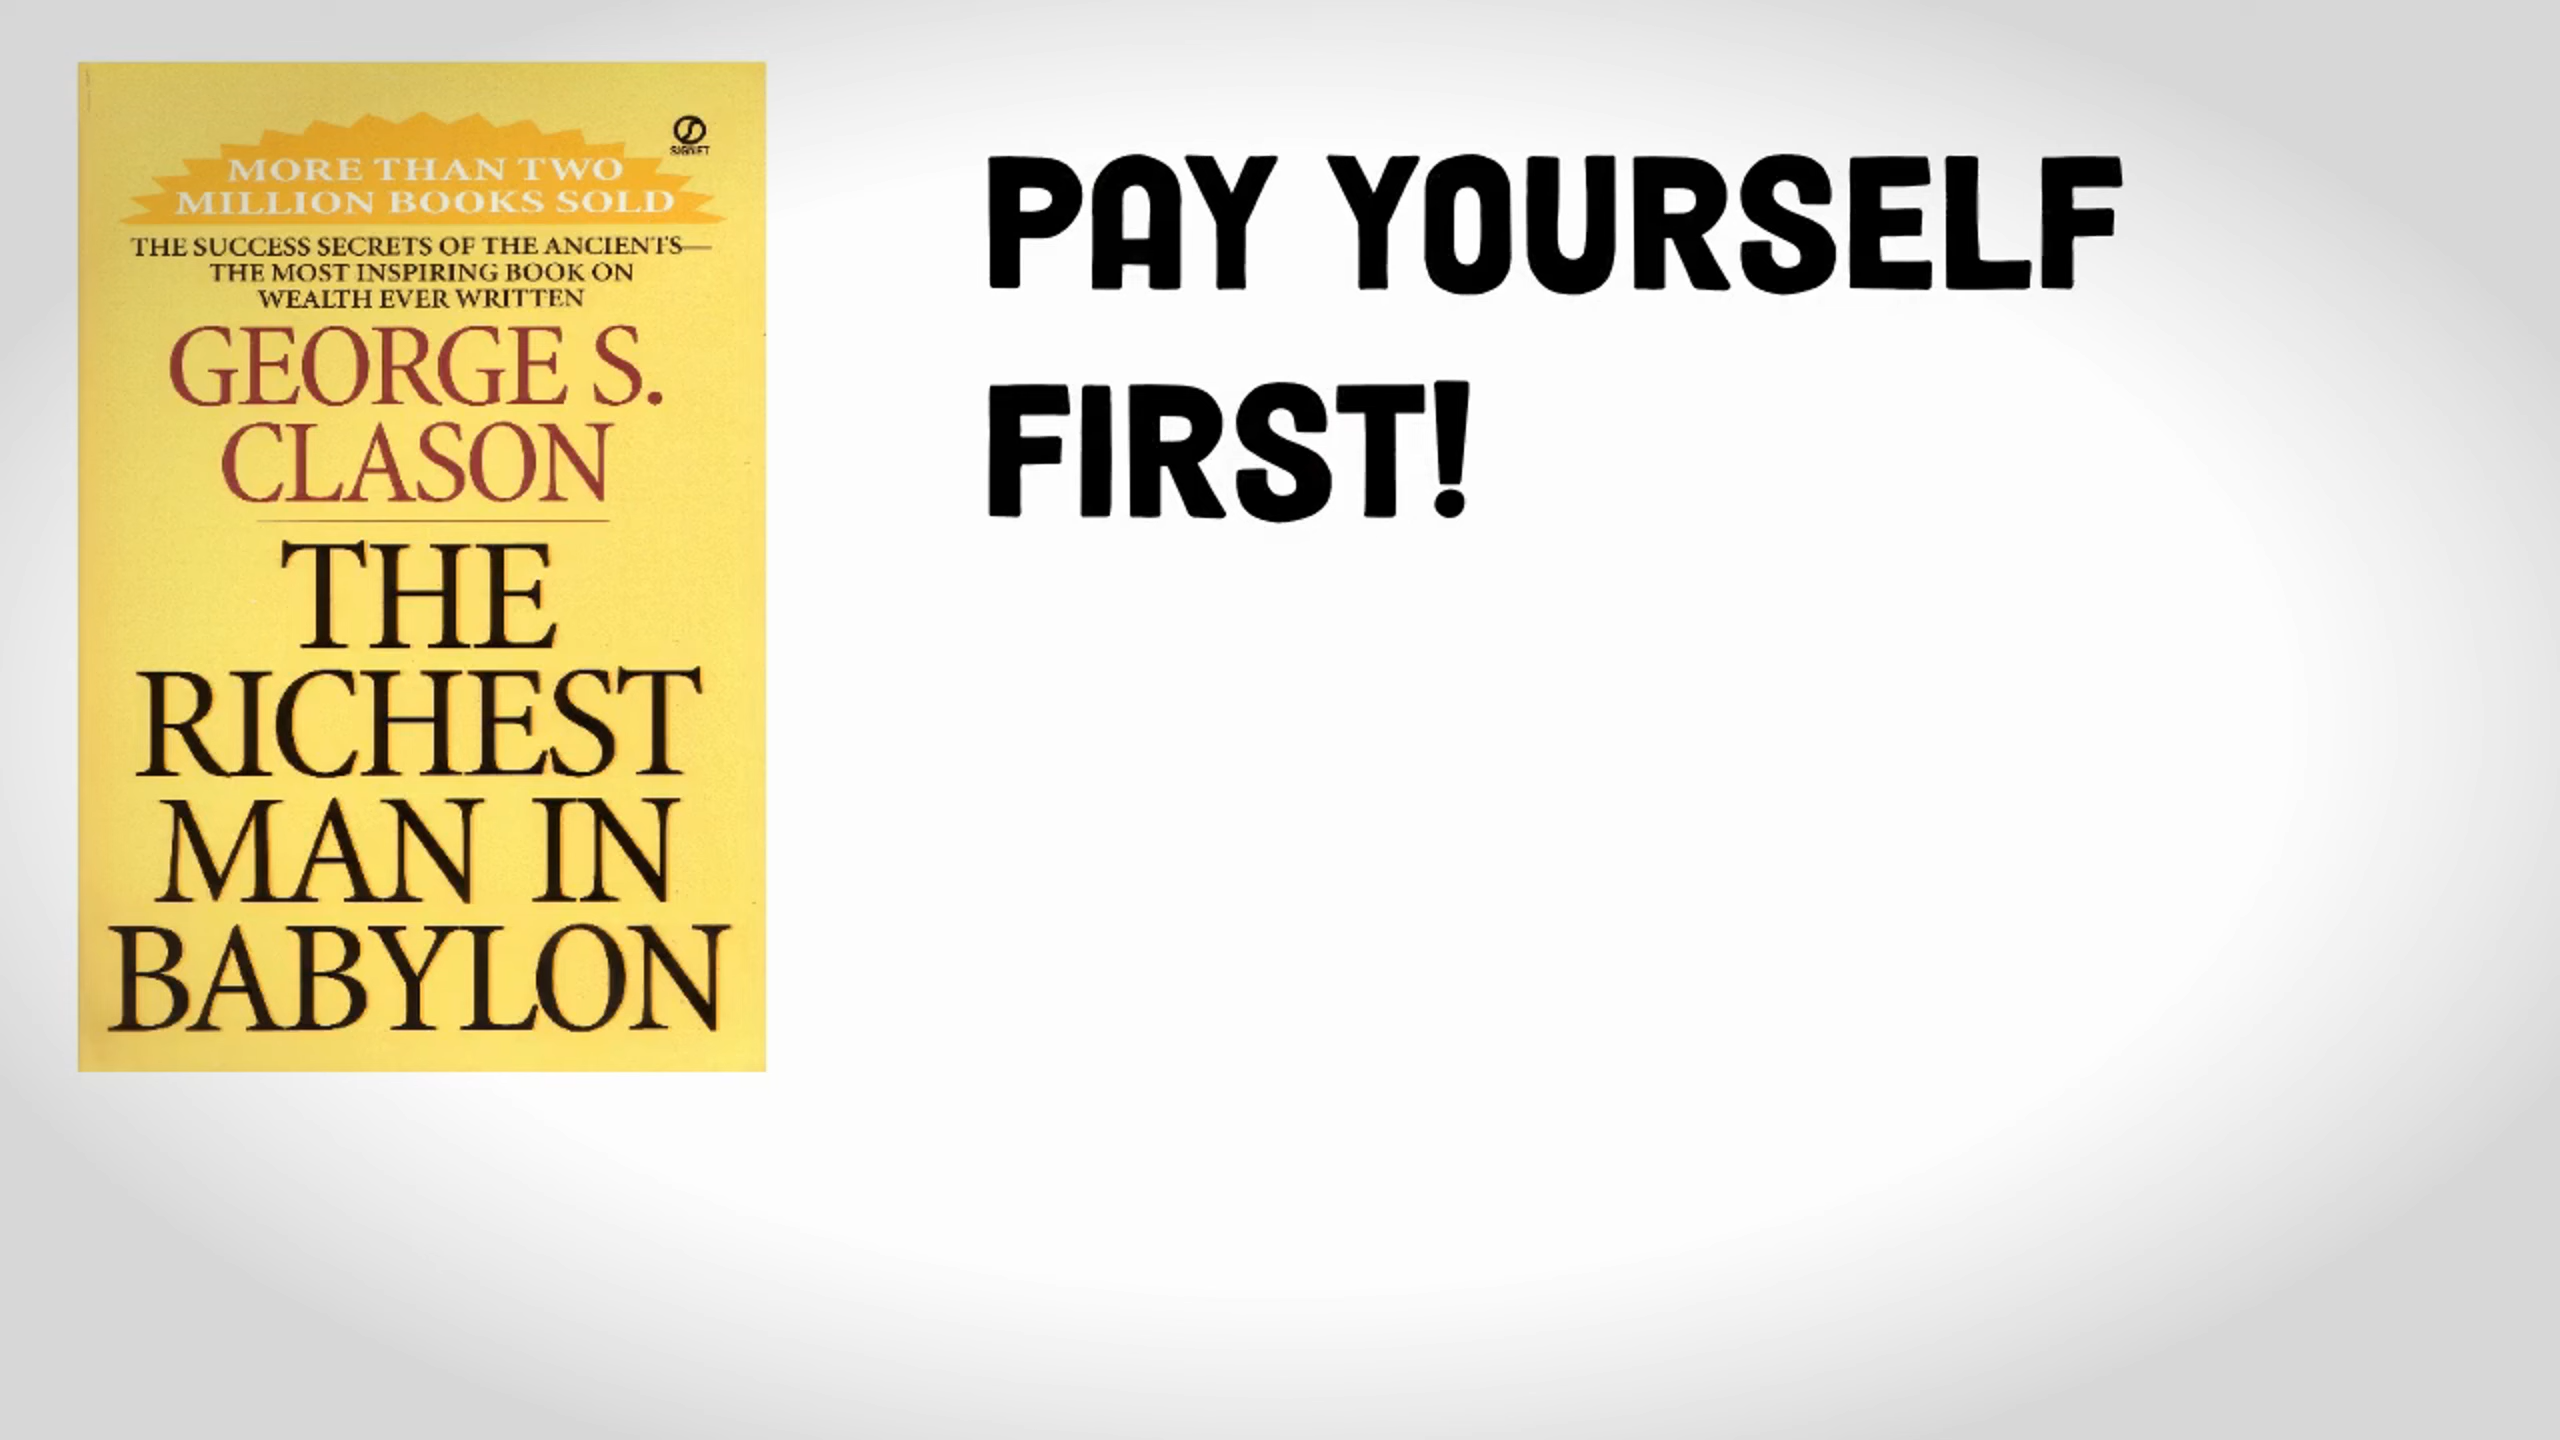 MORE THAN TWO
MILLION BOOKS SOLD
SIGNET
THE SUCCESS SECRETS OF THE ANCIENTS—
THE MOST INSPIRING BOOK ON
WEALTH EVER WRITTEN
GEORGE S.
CLASON
THE
RICHEST
MAN IN
BABYLON
PAY YOURSELF
FIRST!